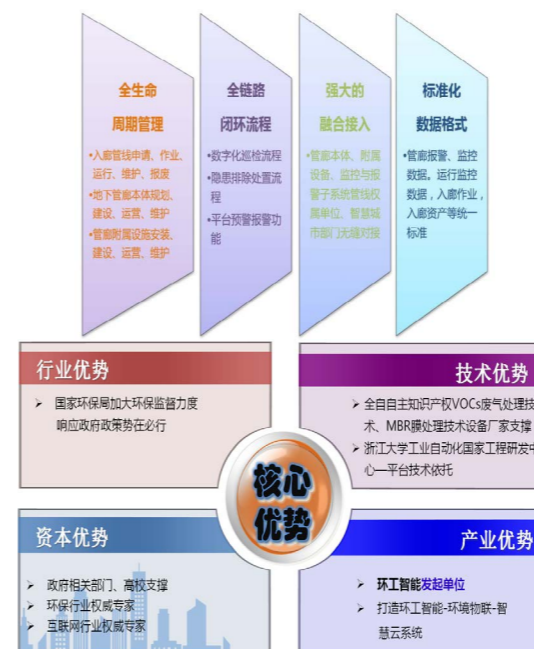 全生命
周期管理
•入廊管线申请、作业、
运行、维护、报废
•地下管廊本体规划、
建设、运营、维护
•管廊附属设施安装、
建设、运营、维护
全链路
闭环流程
•数字化巡检流程
•隐患排除处置流
程
•平台预警报警功
能
强大的
融合接入
•管廊本体、附属
设备、监控与报
警子系统管线权
属单位、智慧城
市部门无缝对接
标准化
数据格式
•管廊报警、监控
数据。运行监控
数据，入廊作业，
入廊资产等统一
标准
行业优势
➢ 国家环保局加大环保监督力度
响应政府政策势在必行
技术优势
➢ 全自自主知识产权VOCs废气处理技
术、MBR膜处理技术设备厂家支撑
➢ 浙江大学工业自动化国家工程研发中
心—平台技术依托
核心
优势
资本优势
➢ 政府相关部门、高校支撑
➢ 环保行业权威专家
➢ 互联网行业权威专家
产业优势
➢ 环工智能发起单位
➢ 打造环工智能-环境物联-智
慧云系统